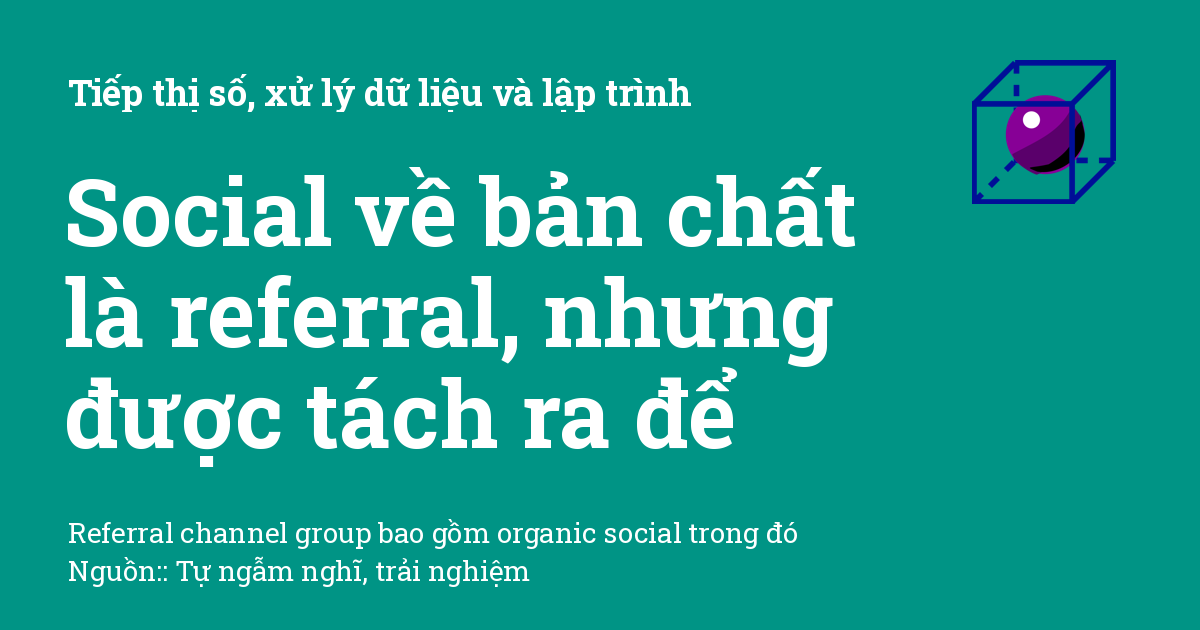 Tiếp thị số, xử lý dữ liệu và lập trình
Social về bản chất
là referral, nhưng
được tách ra để
Referral channel group bao gồm organic social trong đó
Nguồn:: Tự ngẫm nghĩ, trải nghiệm